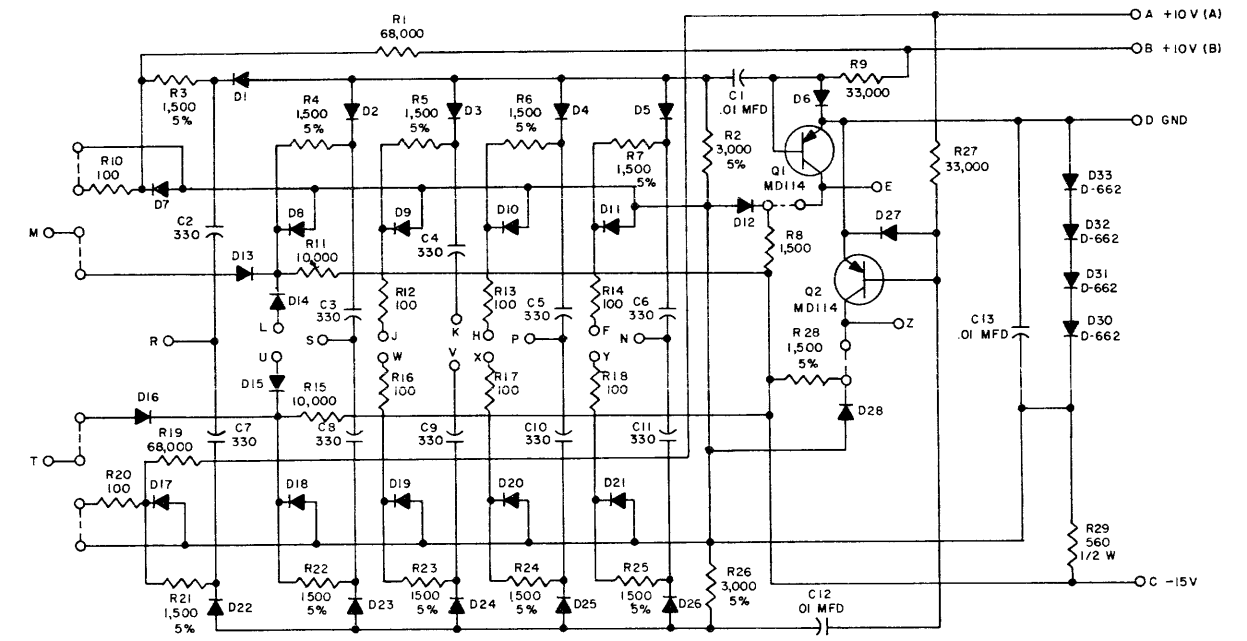 R1
68,000
A +10V (A)
B +10V (B)
R3
1,500
5%
D1
R4
1,500
5%
D2
R5
1,500
5%
D3
R6
1,500
5%
D4
D5
C1
.01 MFD
D6
R9
33,000
D GND
R10
100
D7
R7
1,500
5%
R2
3,000
5%
Q1
MD114
R27
33,000
D33
D-662
E
C2
330
D8
D9
C4
330
D10
D11
D12
R8
1,500
D27
D32
D-662
M
D13
R11
10,000
D31
D-662
D14
C3
330
R12
100
R13
100
C5
330
R14
100
C6
330
Q2
MD114
C13
.01 MFD
D30
D-662
L
K
Z
R
S
J
H
P
F
N
R28
1,500
5%
U
W
V
X
Y
D15
R16
100
R17
100
R18
100
D16
R15
10,000
D28
R19
68,000
C7
330
C8
330
C9
330
C10
330
C11
330
T
R20
100
D17
D18
D19
D20
D21
R29
560
1/2 W
R21
1,500
5%
D22
R22
1500
5%
D23
R23
1500
5%
D24
R24
1500
5%
D25
R25
1500
5%
D26
R26
3,000
5%
C12
.01 MFD
C -15V